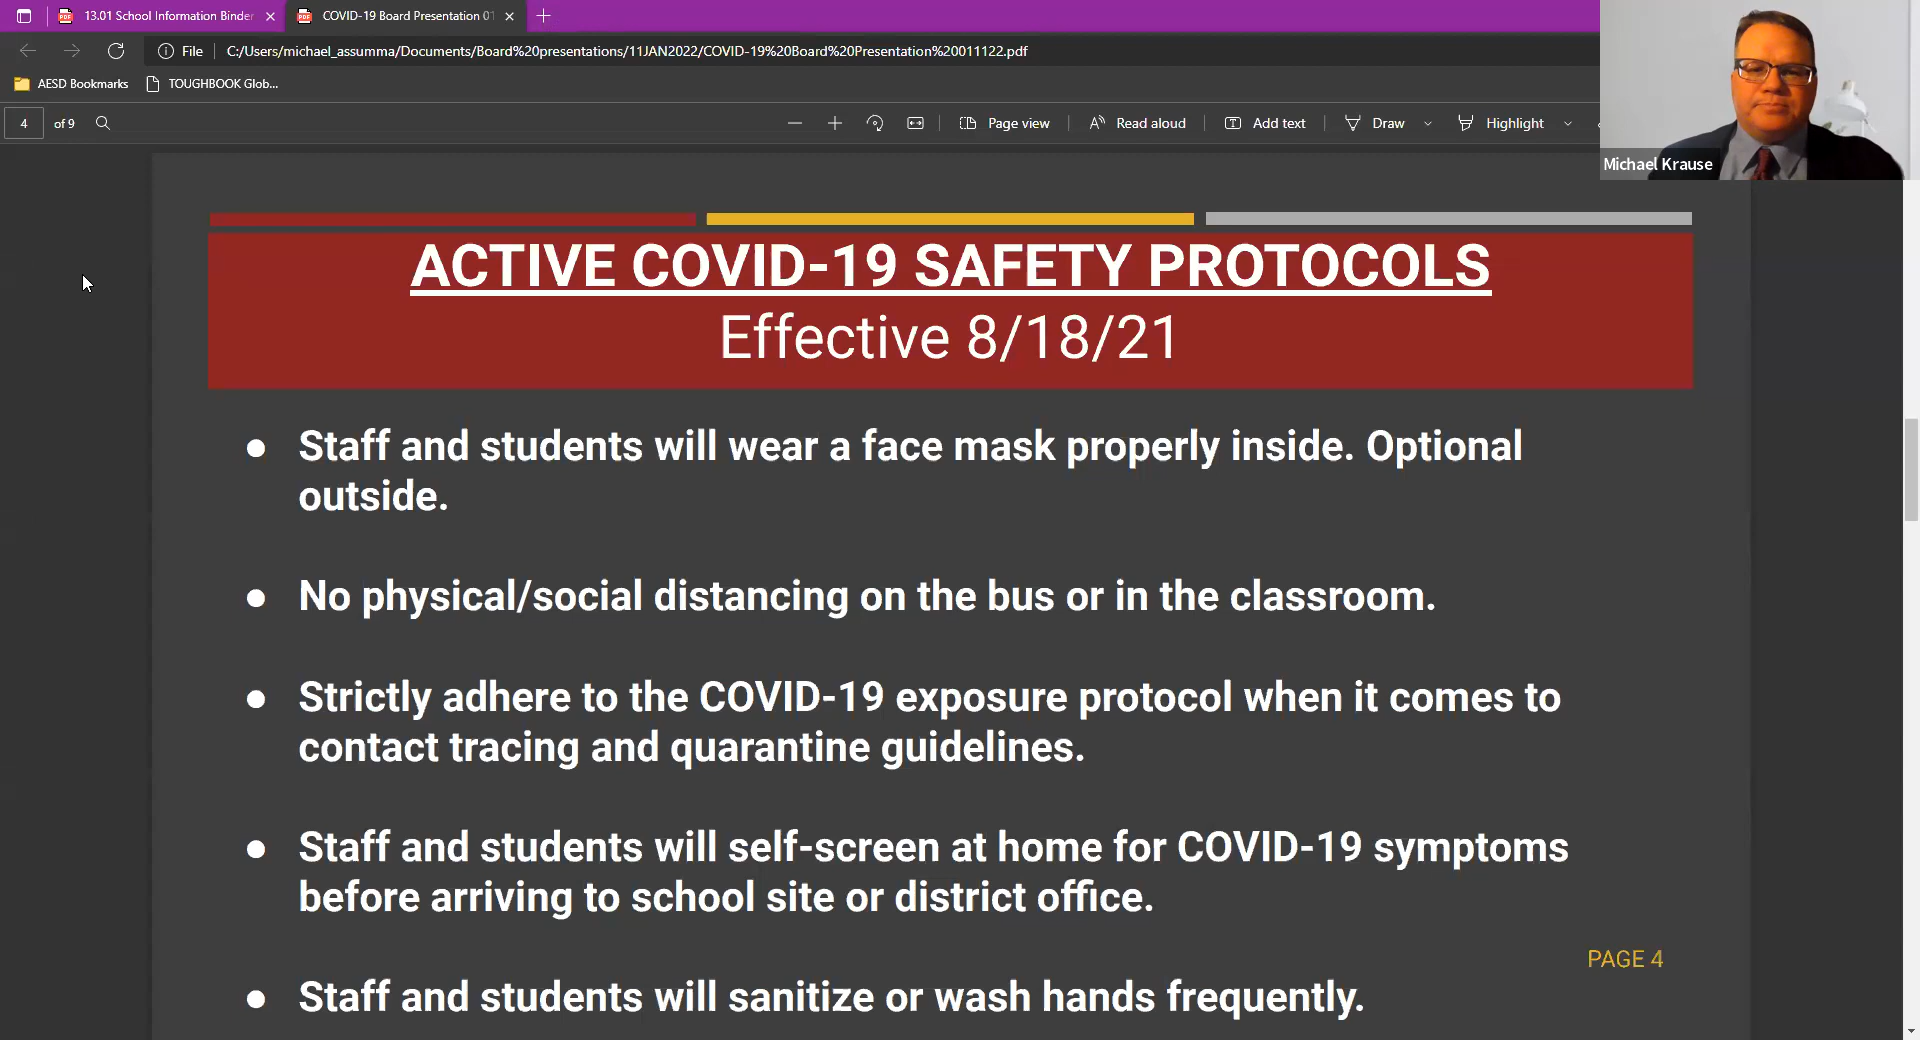 13.01 School Information Binder
COVID-19 Board Presentation 01
File
C:/Users/michael_assumma/Documents/Board%20presentations/11JAN2022/COVID-19%20Board%20Presentation%20011122.pdf
AESD Bookmarks
TOUGHBOOK Glob...
4 of 9
Page view
Read aloud
Add text
Draw
Highlight
Michael Krause
ACTIVE COVID-19 SAFETY PROTOCOLS
Effective 8/18/21
● Staff and students will wear a face mask properly inside. Optional
outside.
● No physical/social distancing on the bus or in the classroom.
● Strictly adhere to the COVID-19 exposure protocol when it comes to
contact tracing and quarantine guidelines.
● Staff and students will self-screen at home for COVID-19 symptoms
before arriving to school site or district office.
PAGE 4
● Staff and students will sanitize or wash hands frequently.